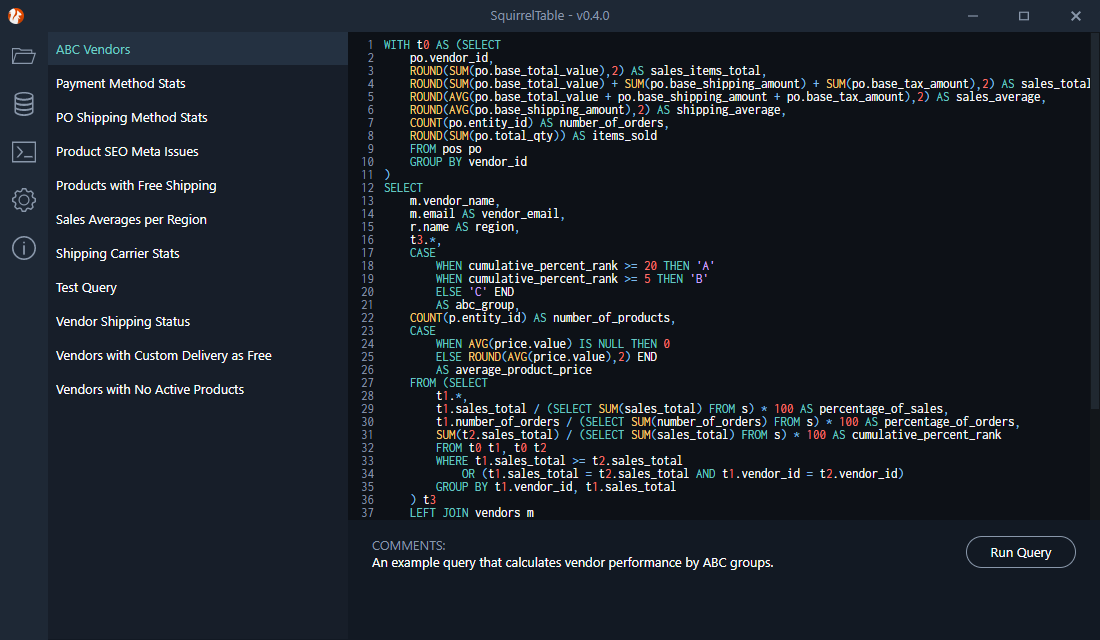 SquirrelTable - v0.4.0
ABC Vendors
Payment Method Stats
PO Shipping Method Stats
Product SEO Meta Issues
Products with Free Shipping
Sales Averages per Region
Shipping Carrier Stats
Test Query
Vendor Shipping Status
Vendors with Custom Delivery as Free
Vendors with No Active Products
1 WITH t0 AS (SELECT
2 po.vendor_id,
3 ROUND(SUM(po.base_total_value),2) AS sales_items_total,
4 ROUND(SUM(po.base_total_value) + SUM(po.base_shipping_amount) + SUM(po.base_tax_amount),2) AS sales_total
5 ROUND(AVG(po.base_total_value + po.base_shipping_amount + po.base_tax_amount),2) AS sales_average,
6 ROUND(AVG(po.base_shipping_amount),2) AS shipping_average,
7 COUNT(po.entity_id) AS number_of_orders,
8 ROUND(SUM(po.total_qty)) AS items_sold
9 FROM pos po
10 GROUP BY vendor_id
11 )
12 SELECT
13 m.vendor_name,
14 m.email AS vendor_email,
15 r.name AS region,
16 t3.*,
17 CASE
18 WHEN cumulative_percent_rank >= 20 THEN 'A'
19 WHEN cumulative_percent_rank >= 5 THEN 'B'
20 ELSE 'C' END
21 AS abc_group,
22 COUNT(p.entity_id) AS number_of_products,
23 CASE
24 WHEN AVG(price.value) IS NULL THEN 0
25 ELSE ROUND(AVG(price.value),2) END
26 AS average_product_price
27 FROM (SELECT
28 t1.*,
29 t1.sales_total / (SELECT SUM(sales_total) FROM s) * 100 AS percentage_of_sales,
30 t1.number_of_orders / (SELECT SUM(number_of_orders) FROM s) * 100 AS percentage_of_orders,
31 SUM(t2.sales_total) / (SELECT SUM(sales_total) FROM s) * 100 AS cumulative_percent_rank
32 FROM t0 t1, t0 t2
33 WHERE t1.sales_total >= t2.sales_total
34 OR (t1.sales_total = t2.sales_total AND t1.vendor_id = t2.vendor_id)
35 GROUP BY t1.vendor_id, t1.sales_total
36 ) t3
37 LEFT JOIN vendors m
COMMENTS:
An example query that calculates vendor performance by ABC groups.
Run Query